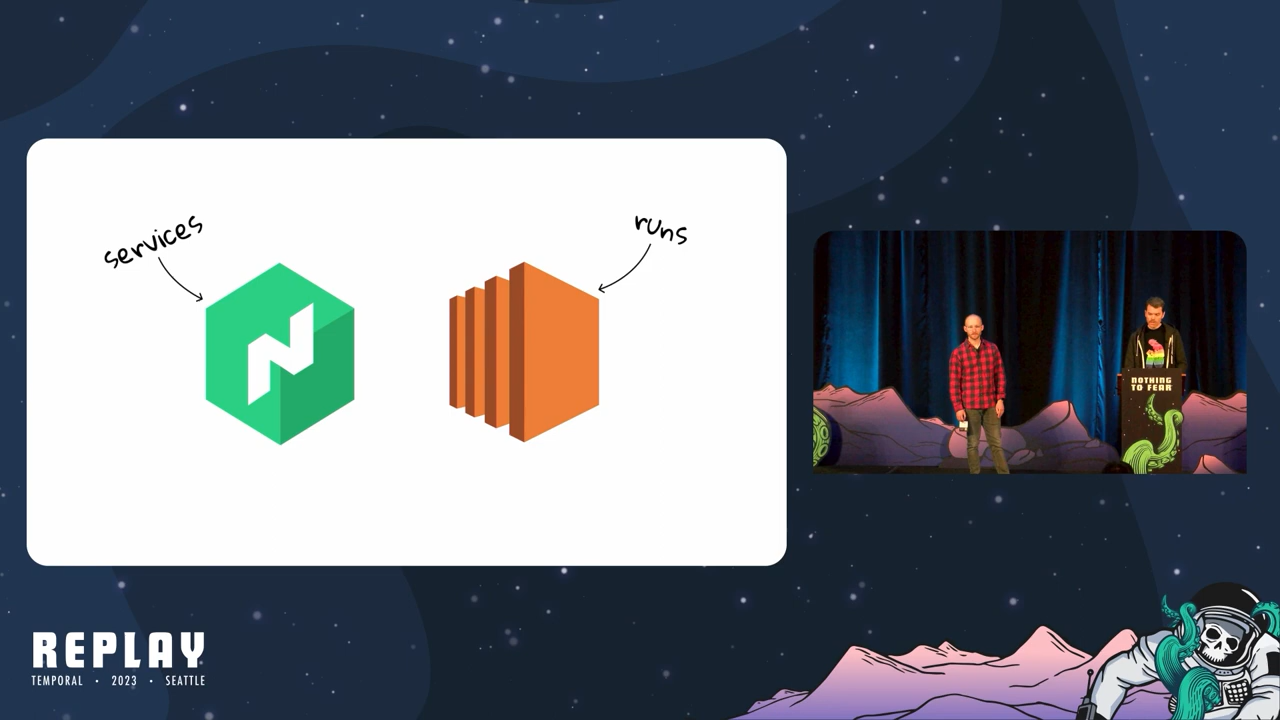 services
runs
NOTHING
TO FEAR
REPLAY
TEMPORAL • 2023 • SEATTLE